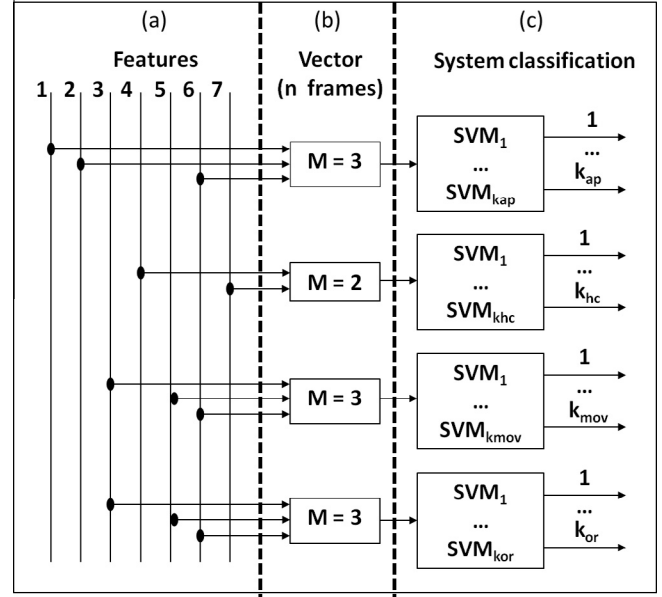 (a) (b) (c)
Features Vector System classification
(n frames)
1 2 3 4 5 6 7
M = 3
SVM1
...
SVMkap
1
...
kap
M = 2
SVM1
...
SVMkhc
1
...
khc
M = 3
SVM1
...
SVMkmov
1
...
kmov
M = 3
SVM1
...
SVMkor
1
...
kor